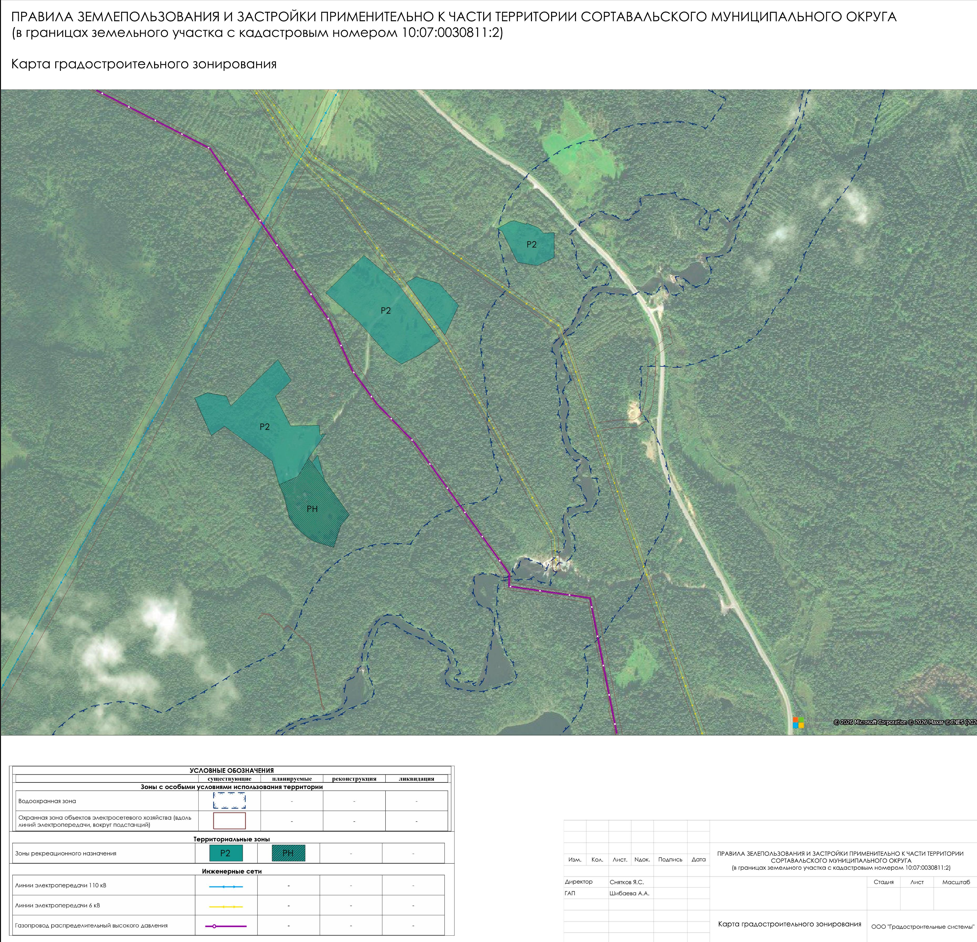 ПРАВИЛА ЗЕМЛЕПОЛЬЗОВАНИЯ И ЗАСТРОЙКИ ПРИМЕНИТЕЛЬНО К ЧАСТИ ТЕРРИТОРИИ СОРТАВАЛЬСКОГО МУНИЦИПАЛЬНОГО ОКРУГА
(в границах земельного участка с кадастровым номером 10:07:0030811:2)
Карта градостроительного зонирования
Р2
Р2
Р2
РН
УСЛОВНЫЕ ОБОЗНАЧЕНИЯ
существующие планируемые реконструкция ликвидация
Зоны с особыми условиями использования территории
Водоохранная зона - - -
Охранная зона объектов электросетевого хозяйства (вдоль
линий электропередачи, вокруг подстанций) - - -
Территориальные зоны
Зоны рекреационного назначения Р2 РН - -
Инженерные сети
Линии электропередачи 110 кВ - - -
Линии электропередачи 6 кВ - - -
Газопровод распределительный высокого давления - - -
Изм. Кол. Лист. №док. Подпись Дата
ПРАВИЛА ЗЕЛЕПОЛЬЗОВАНИЯ И ЗАСТРОЙКИ ПРИМЕНИТЕЛЬНО К ЧАСТИ ТЕРРИТОРИИ
СОРТАВАЛЬСКОГО МУНИЦИПАЛЬНОГО ОКРУГА
(в границах земельного участка с кадастровым номером 10:07:0030811:2)
Директор Снетков Я.С.
ГАП Шибаева А.А.
Стадия Лист Масштаб
Карта градостроительного зонирования
ООО "Градостроительные системы"